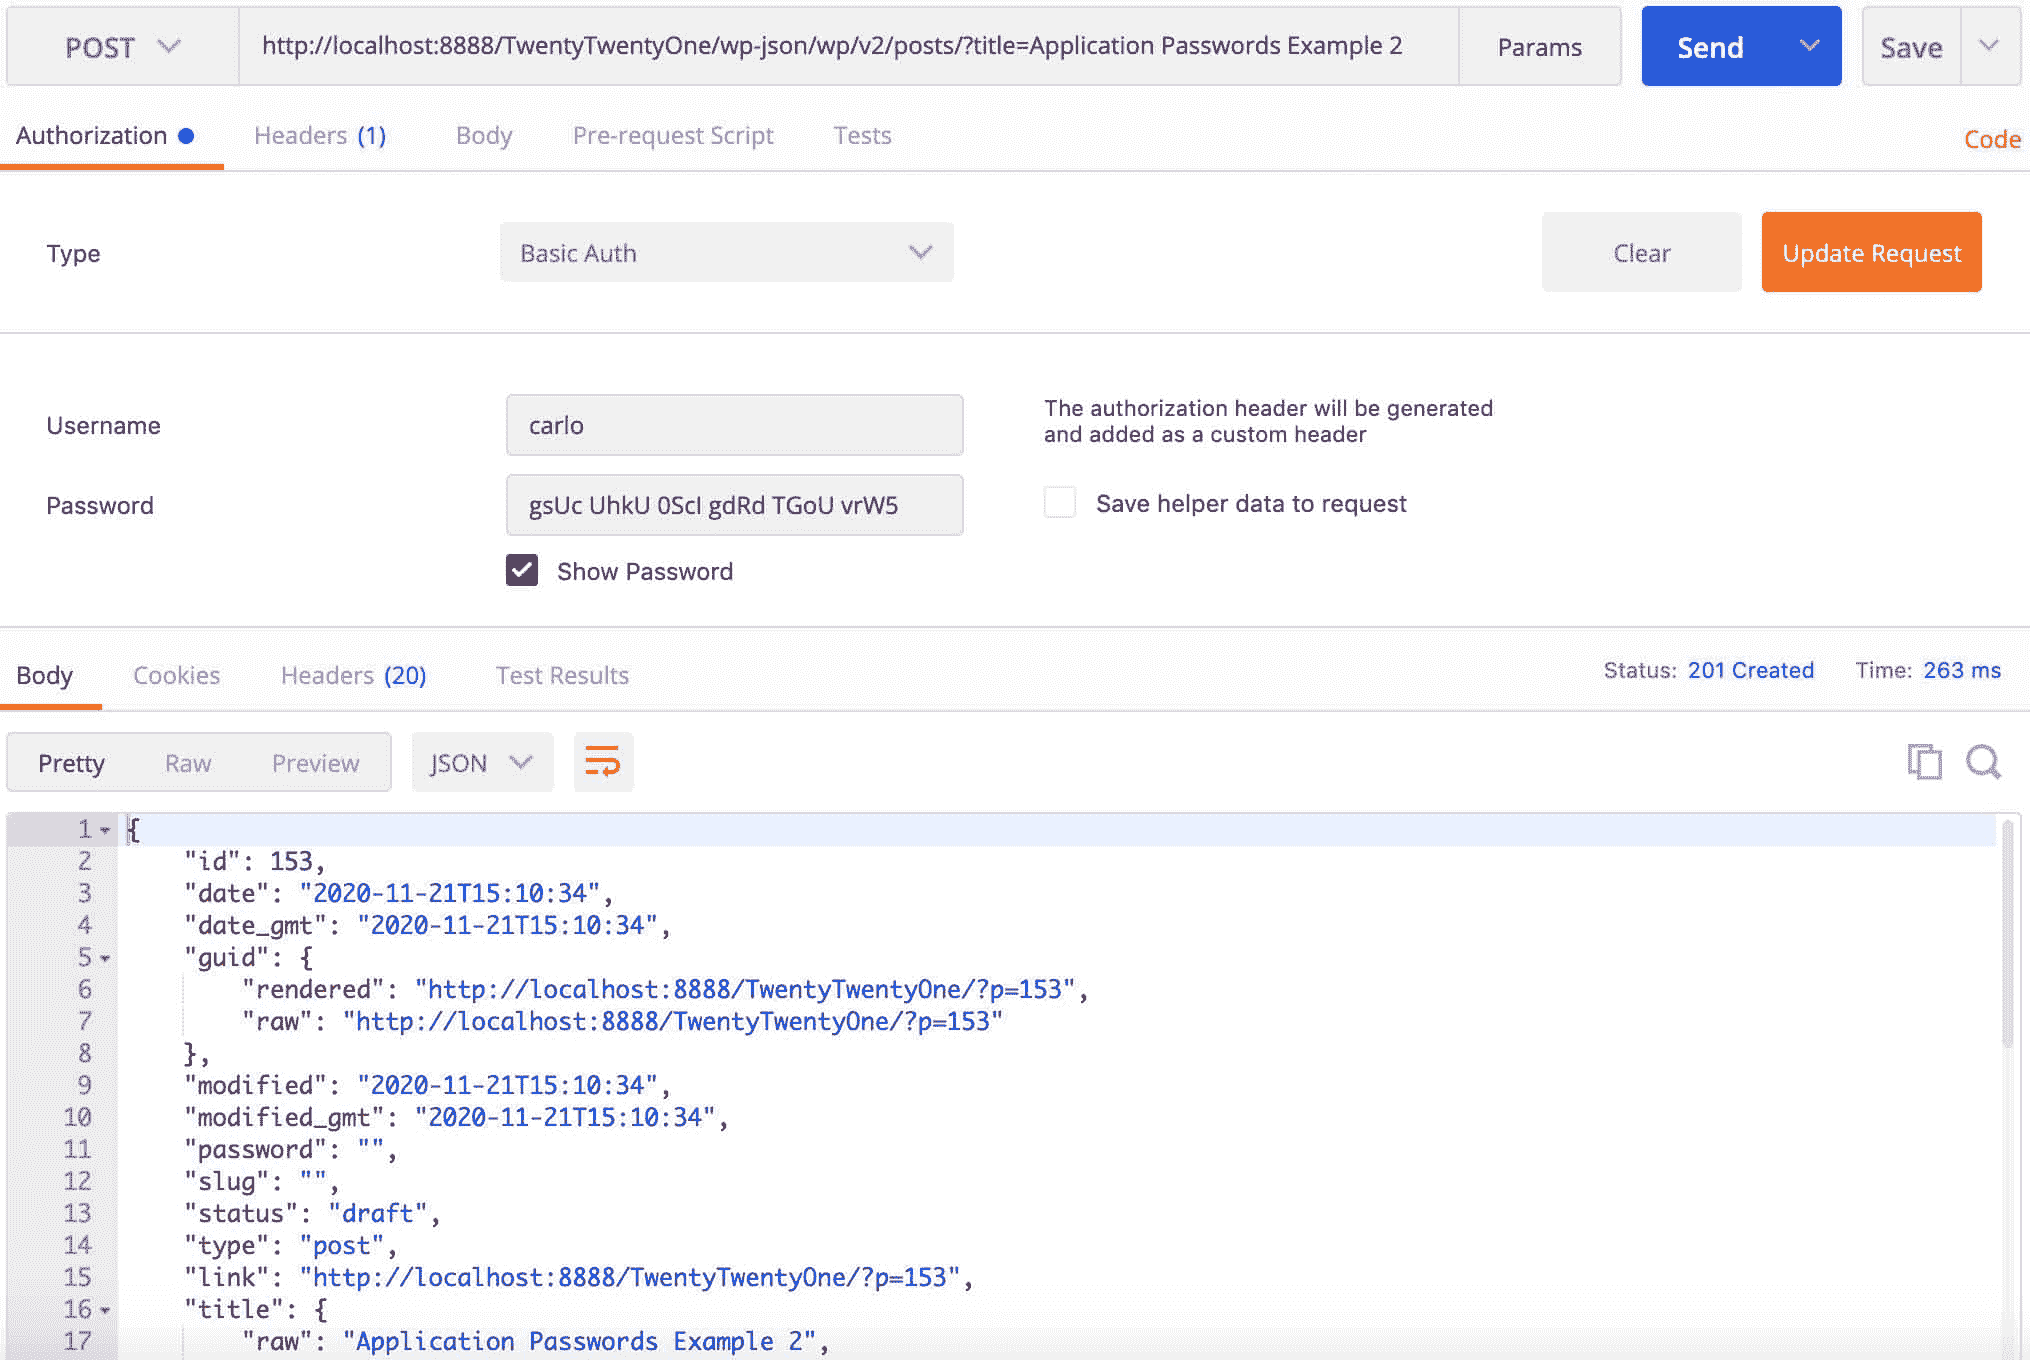 POST http://localhost:8888/TwentyTwentyOne/wp-json/wp/v2/posts/?title=Application Passwords Example 2 Params Send Save
Authorization Headers (1) Body Pre-request Script Tests Code
Type Basic Auth Clear Update Request
Username carlo The authorization header will be generated
and added as a custom header
Password gsUc UhkU 0ScI gdRd TGoU vrW5 Save helper data to request
Show Password
Body Cookies Headers (20) Test Results Status: 201 Created Time: 263 ms
Pretty Raw Preview JSON
1 {
2 "id": 153,
3 "date": "2020-11-21T15:10:34",
4 "date_gmt": "2020-11-21T15:10:34",
5 "guid": {
6 "rendered": "http://localhost:8888/TwentyTwentyOne/?p=153",
7 "raw": "http://localhost:8888/TwentyTwentyOne/?p=153"
8 },
9 "modified": "2020-11-21T15:10:34",
10 "modified_gmt": "2020-11-21T15:10:34",
11 "password": "",
12 "slug": "",
13 "status": "draft",
14 "type": "post",
15 "link": "http://localhost:8888/TwentyTwentyOne/?p=153",
16 "title": {
17 "raw": "Application Passwords Example 2",